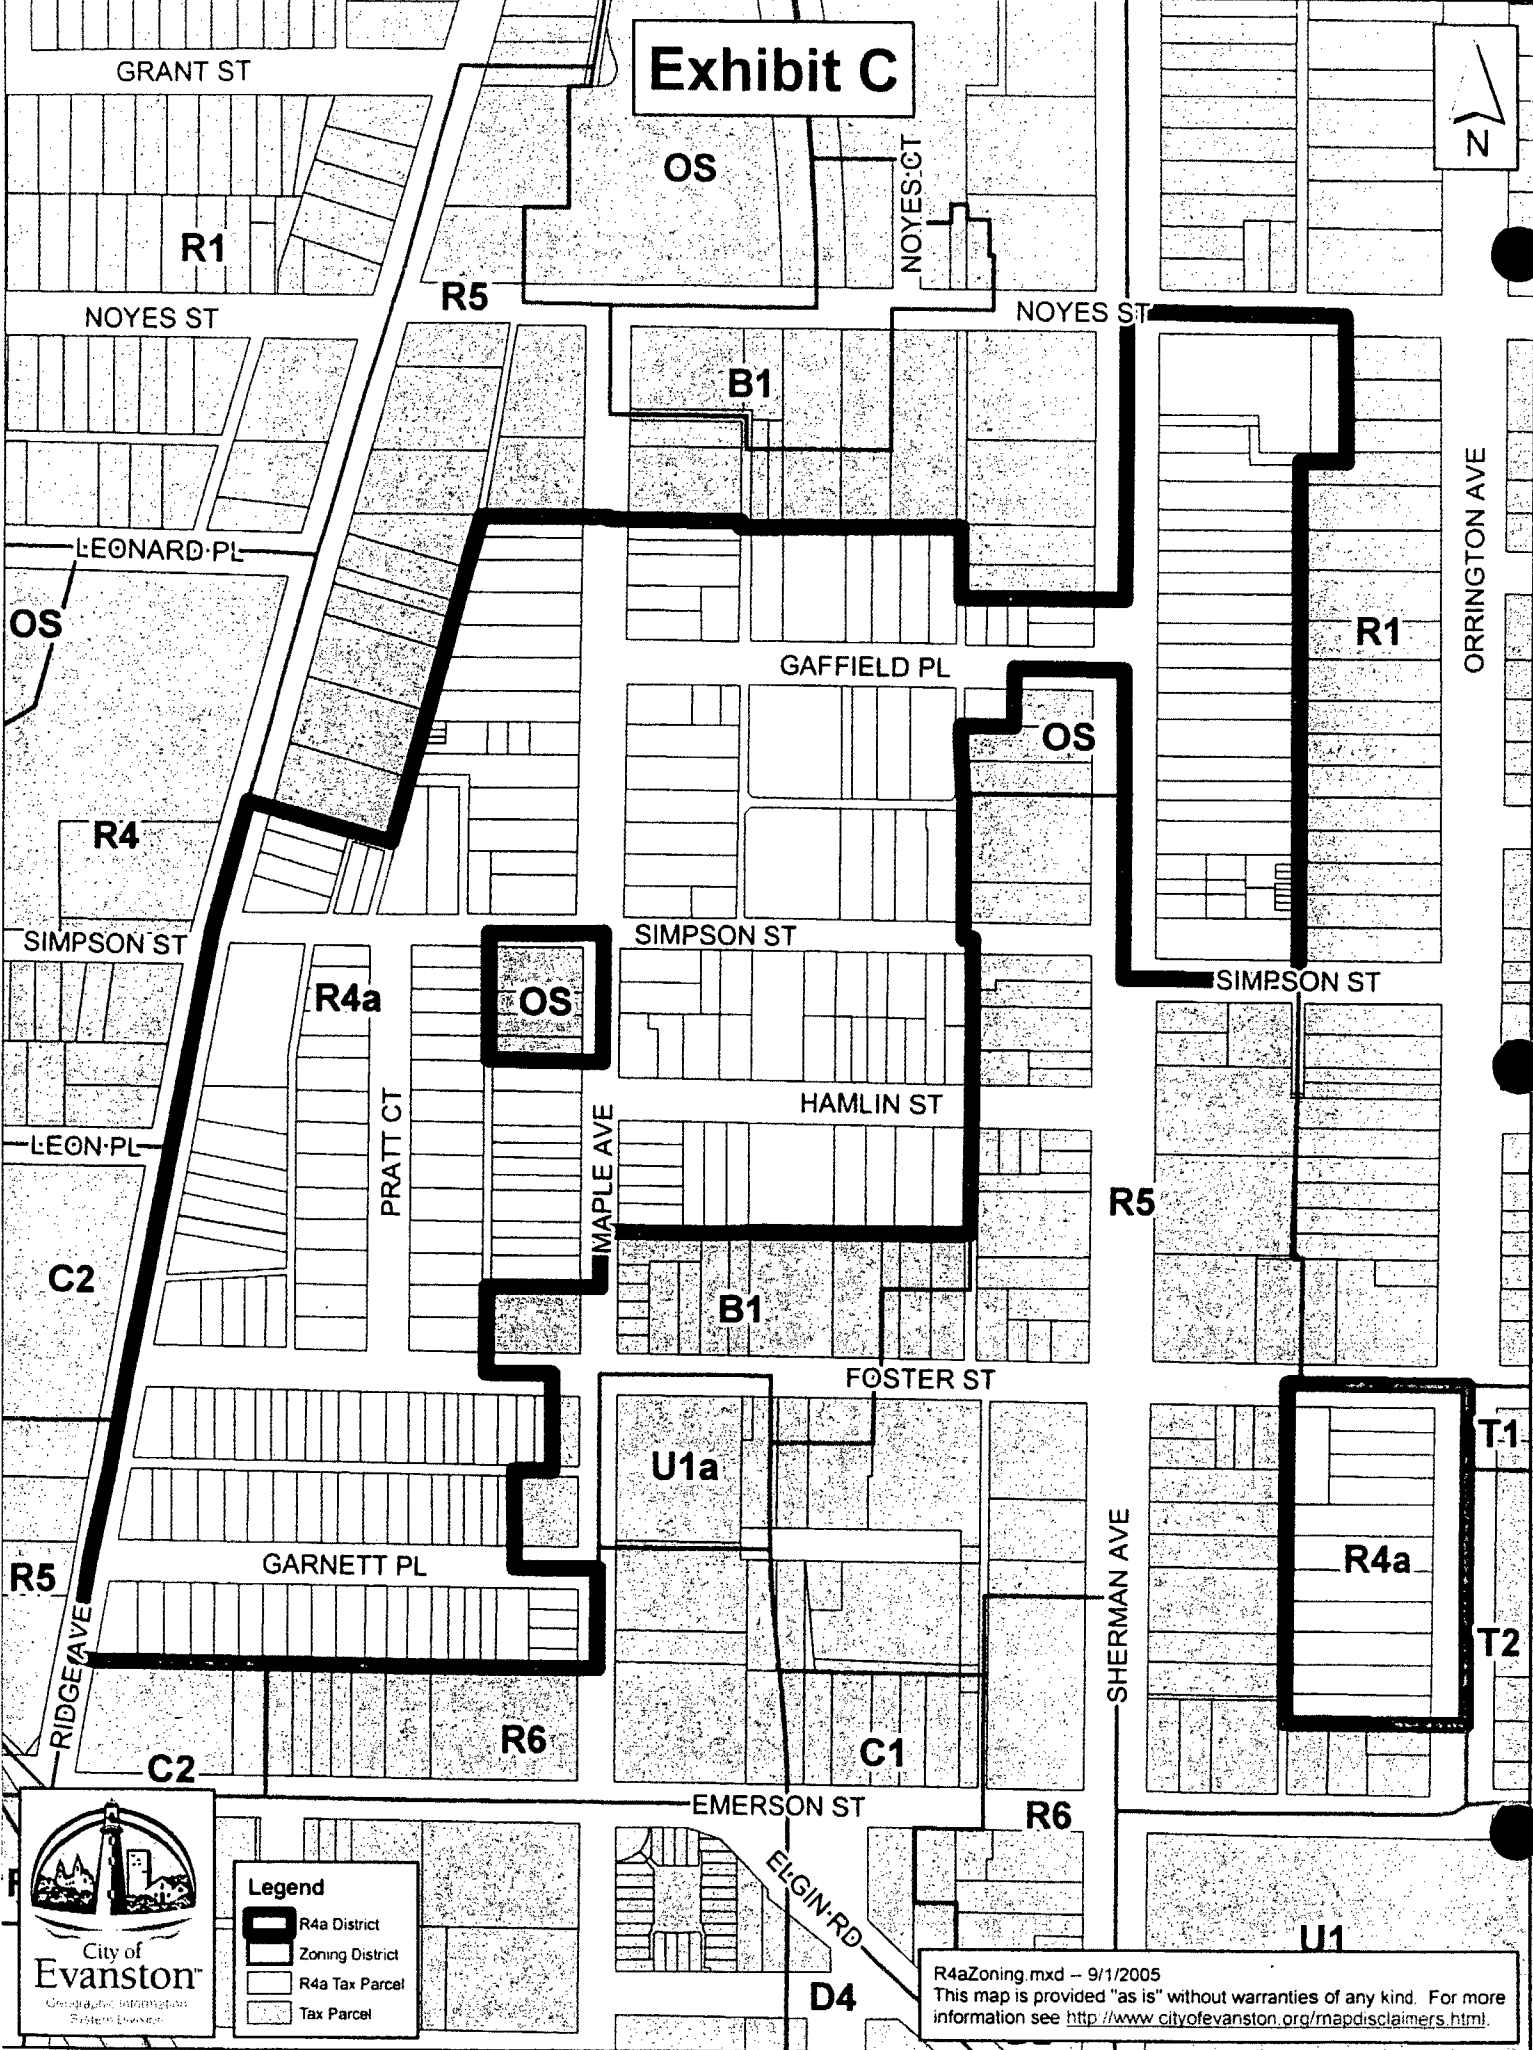 Exhibit C
GRANT ST
N
OS
NOYES CT
R1
R5
NOYES ST
NOYES ST
B1
ORRINGTON AVE
LEONARD PL
OS
R1
GAFFIELD PL
OS
R4
SIMPSON ST
SIMPSON ST
SIMPSON ST
R4a
OS
PRATT CT
HAMLIN ST
MAPLE AVE
LEON PL
R5
C2
B1
FOSTER ST
T1
U1a
SHERMAN AVE
R4a
GARNETT PL
R5
RIDGE AVE
T2
R6
C1
C2
EMERSON ST
R6
ELGIN RD
U1
D4
City of
Evanston™
Geographic Information
System Division
Legend
R4a District
Zoning District
R4a Tax Parcel
Tax Parcel
R4aZoning.mxd -- 9/1/2005
This map is provided "as is" without warranties of any kind. For more
information see http://www.cityofevanston.org/mapdisclaimers.html.